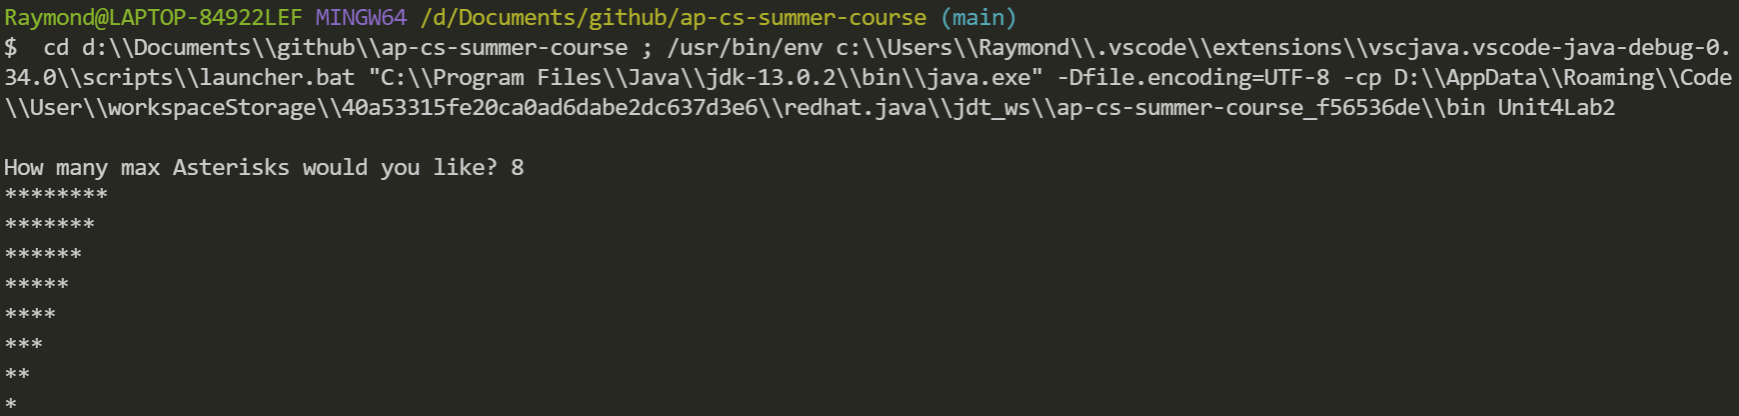 Raymond@LAPTOP-84922LEF MINGW64 /d/Documents/github/ap-cs-summer-course (main)
$  cd d:\\Documents\\github\\ap-cs-summer-course ; /usr/bin/env c:\\Users\\Raymond\\.vscode\\extensions\\vscjava.vscode-java-debug-0.
34.0\\scripts\\launcher.bat "C:\\Program Files\\Java\\jdk-13.0.2\\bin\\java.exe" -Dfile.encoding=UTF-8 -cp D:\\AppData\\Roaming\\Code
\\User\\workspaceStorage\\40a53315fe20ca0ad6dabe2dc637d3e6\\redhat.java\\jdt_ws\\ap-cs-summer-course_f56536de\\bin Unit4Lab2
How many max Asterisks would you like? 8
********
*******
******
*****
****
***
**
*